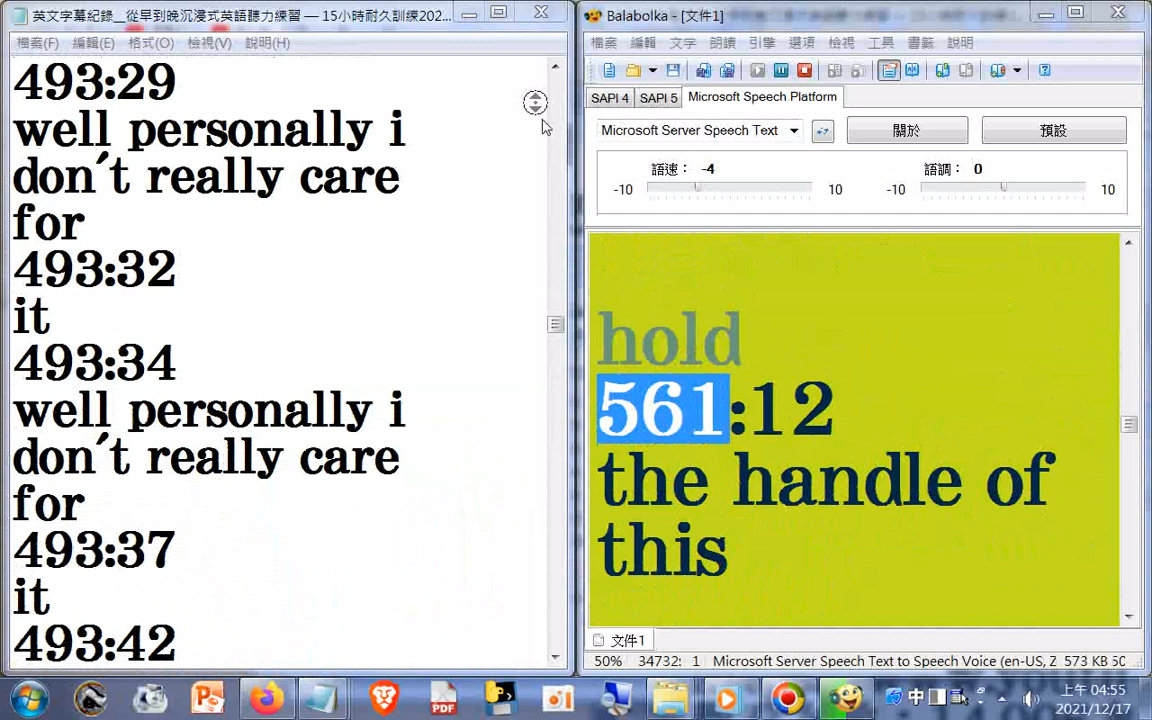 英文字幕紀錄__從早到晚沉浸式英語聽力練習 — 15小時耐久訓練202...
檔案(F) 編輯(E) 格式(O) 檢視(V) 說明(H)
493:29
well personally i
don't really care
for
493:32
it
493:34
well personally i
don't really care
for
493:37
it
493:42
Balabolka - [文件1]
檔案 編輯 文字 朗讀 引擎 選項 檢視 工具 書籤 說明
SAPI 4 SAPI 5 Microsoft Speech Platform
Microsoft Server Speech Text 關於 預設
語速： -4 語調： 0
-10 10 -10 10
hold
561:12
the handle of
this
文件1
50% 34732: 1 Microsoft Server Speech Text to Speech Voice (en-US, Z 573 KB 50
中 上午 04:55
2021/12/17